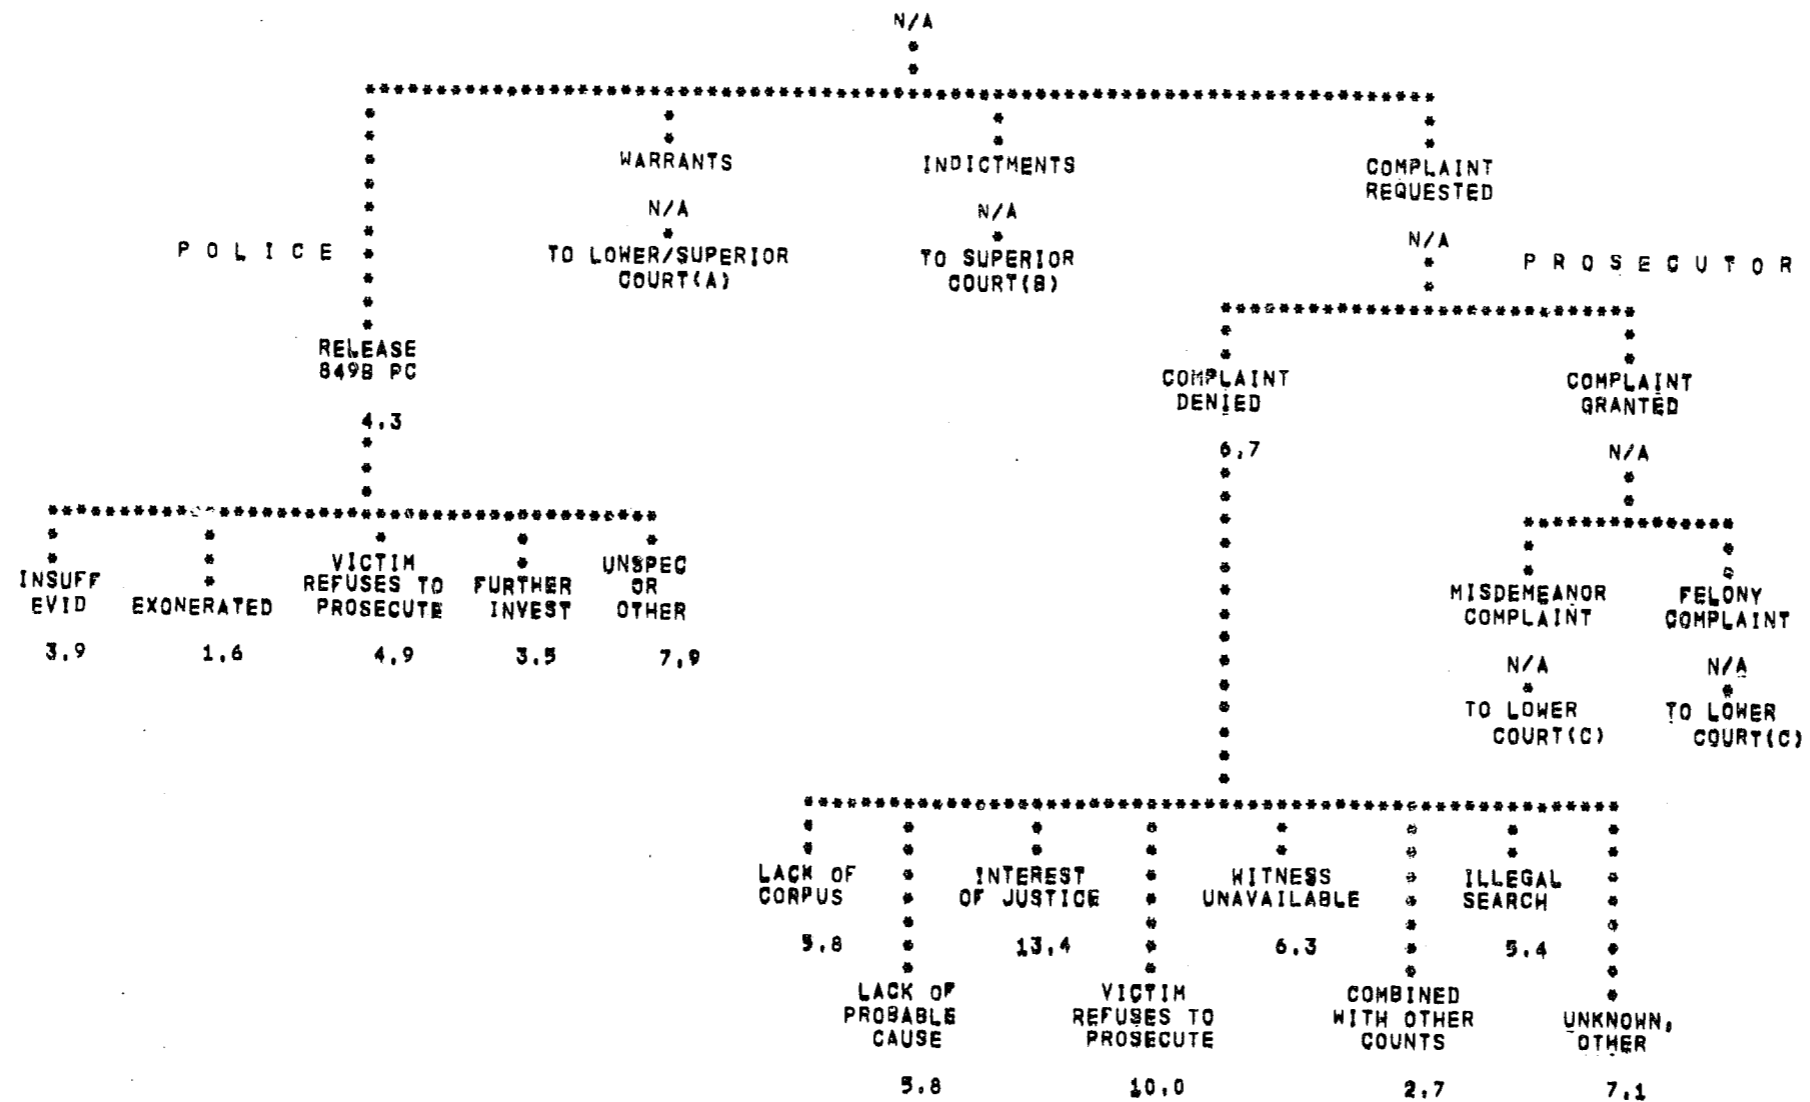 N/A
WARRANTS
INDICTMENTS
COMPLAINT
REQUESTED
N/A
N/A
N/A
P O L I C E
TO LOWER/SUPERIOR
COURT(A)
TO SUPERIOR
COURT(B)
P R O S E C U T O R
RELEASE
849B PC
4.3
COMPLAINT
DENIED
6.7
COMPLAINT
GRANTED
N/A
INSUFF
EVID
3.9
EXONERATED
1.6
VICTIM
REFUSES TO
PROSECUTE
4.9
FURTHER
INVEST
3.5
UNSPEC
OR
OTHER
7.9
MISDEMEANOR
COMPLAINT
N/A
TO LOWER
COURT(C)
FELONY
COMPLAINT
N/A
TO LOWER
COURT(C)
LACK OF
CORPUS
5.8
INTEREST
OF JUSTICE
13.4
WITNESS
UNAVAILABLE
6.3
ILLEGAL
SEARCH
5.4
LACK OF
PROBABLE
CAUSE
5.8
VICTIM
REFUSES TO
PROSECUTE
10.0
COMBINED
WITH OTHER
COUNTS
2.7
UNKNOWN,
OTHER
7.1